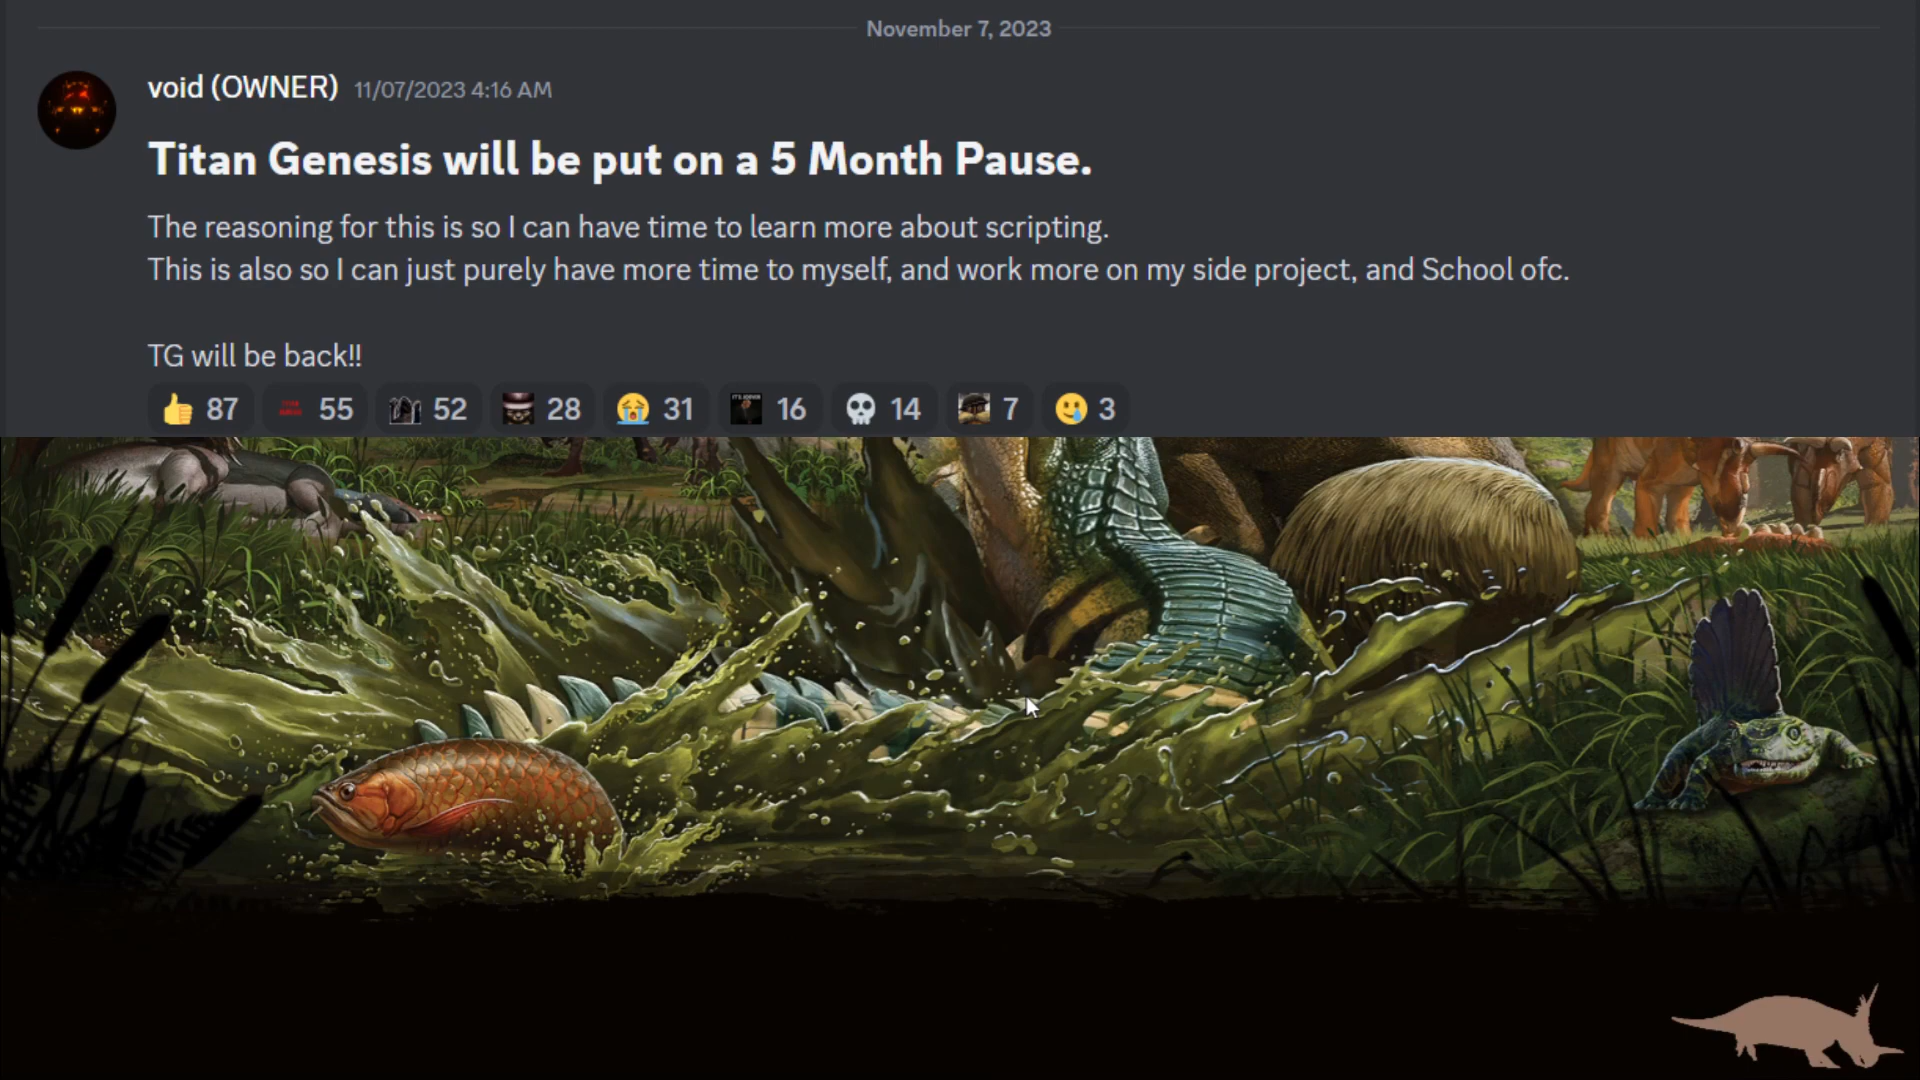 November 7, 2023
void (OWNER) 11/07/2023 4:16 AM
Titan Genesis will be put on a 5 Month Pause.
The reasoning for this is so I can have time to learn more about scripting.
This is also so I can just purely have more time to myself, and work more on my side project, and School ofc.
TG will be back!!
👍 87 55 52 28 😭 31 16 💀 14 7 🥲 3